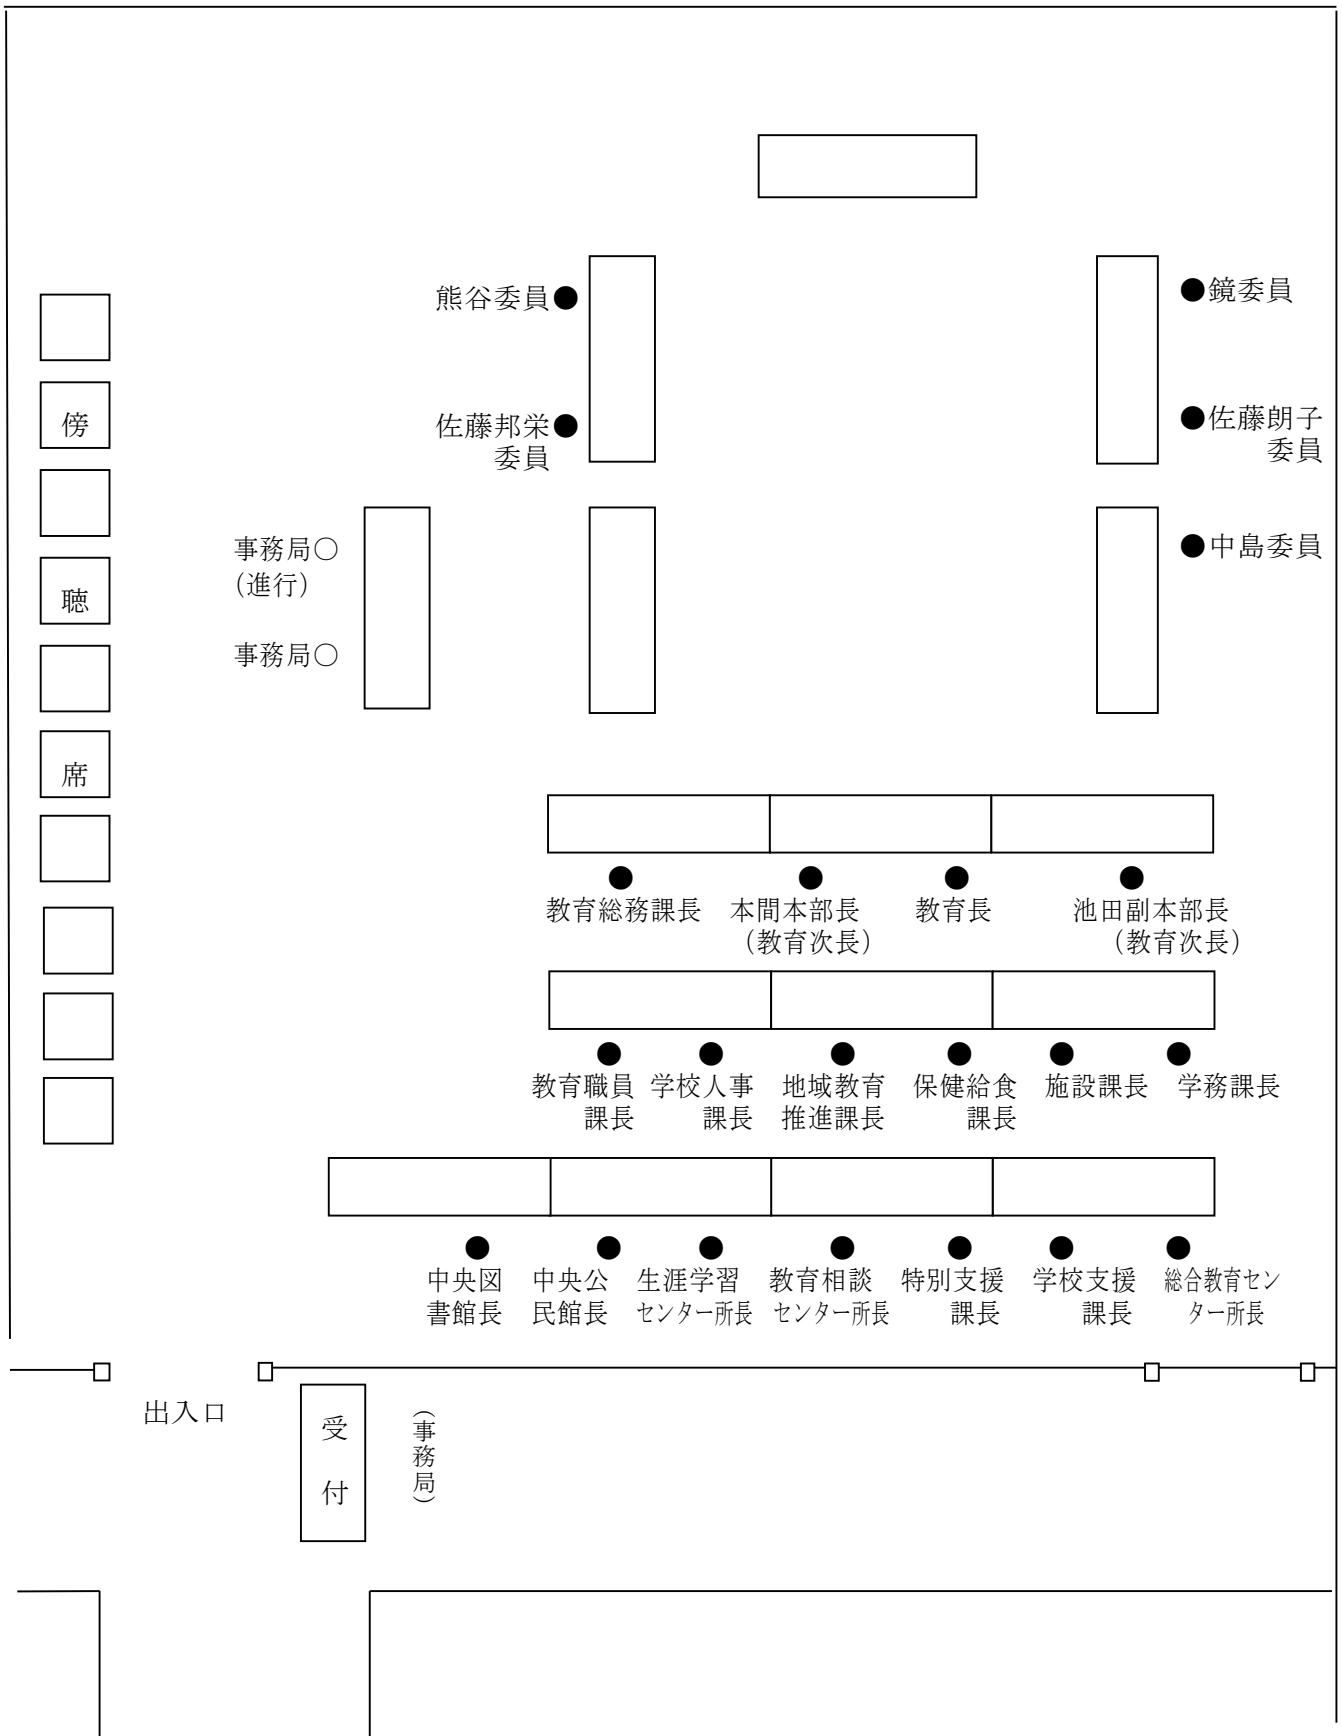 熊谷委員●
●鏡委員
佐藤邦栄●
委員
●佐藤朗子
委員
傍
聴
席
事務局○
(進行)
事務局○
●中島委員
教育総務課長
本間本部長
(教育次長)
教育長
池田副本部長
(教育次長)
教育職員
課長
学校人事
課長
地域教育
推進課長
保健給食
課長
施設課長
学務課長
中央図
書館長
中央公
民館長
生涯学習
センター所長
教育相談
センター所長
特別支援
課長
学校支援
課長
総合教育セン
ター所長
出入口
受付
(事務局)